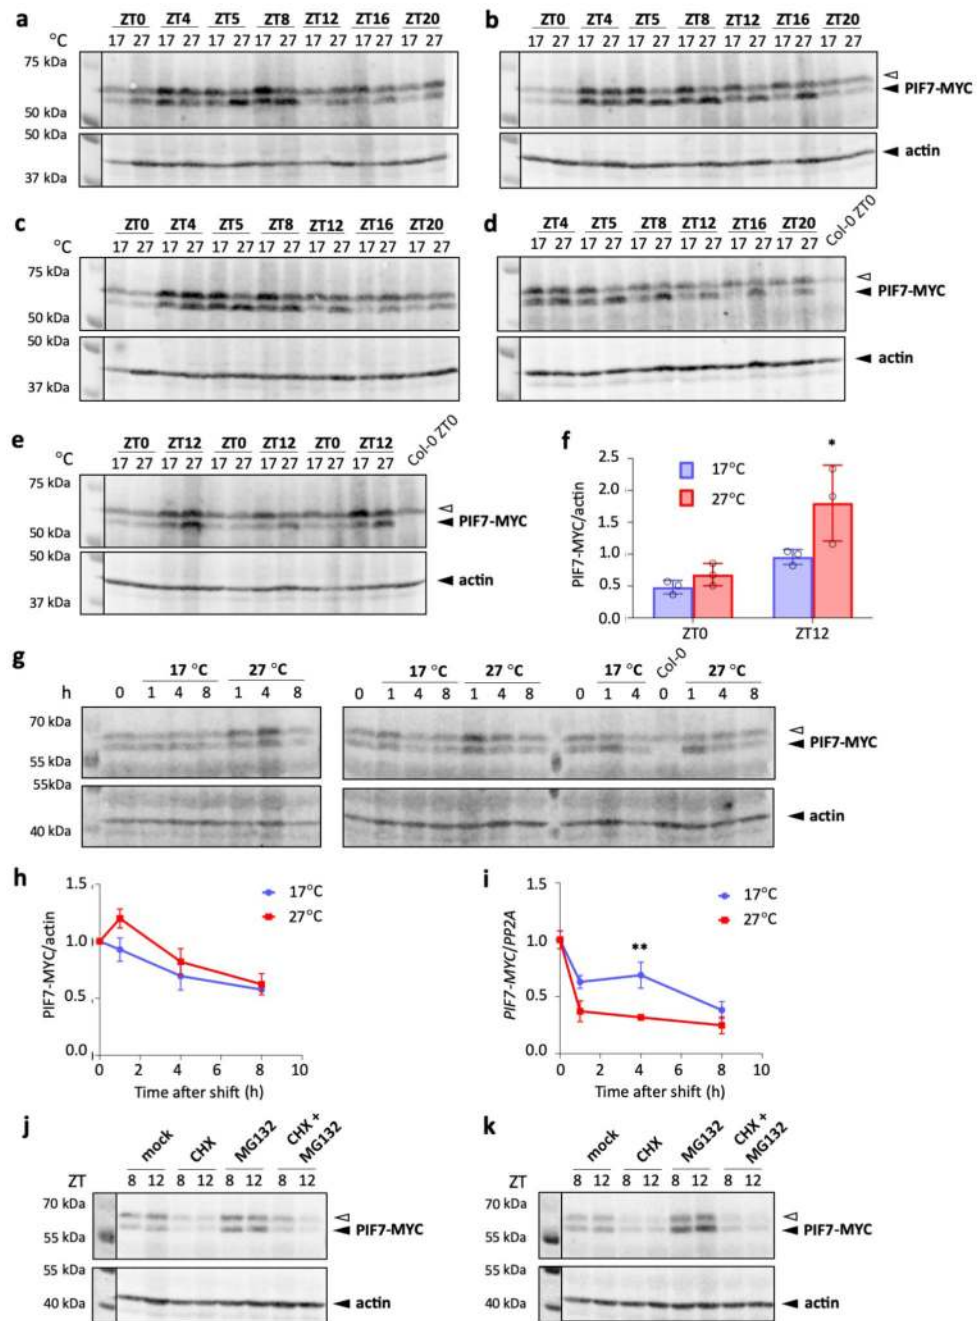 a
ZT0 ZT4 ZT5 ZT8 ZT12 ZT16 ZT20
°C 17 27 17 27 17 27 17 27 17 27 17 27 17 27
75 kDa
50 kDa
50 kDa
37 kDa
b
ZT0 ZT4 ZT5 ZT8 ZT12 ZT16 ZT20
17 27 17 27 17 27 17 27 17 27 17 27 17 27
PIF7-MYC
actin
c
ZT0 ZT4 ZT5 ZT8 ZT12 ZT16 ZT20
°C 17 27 17 27 17 27 17 27 17 27 17 27 17 27
75 kDa
50 kDa
50 kDa
37 kDa
d
ZT4 ZT5 ZT8 ZT12 ZT16 ZT20 Col-0 ZT0
17 27 17 27 17 27 17 27 17 27 17 27
PIF7-MYC
actin
e
ZT0 ZT12 ZT0 ZT12 ZT0 ZT12 Col-0 ZT0
°C 17 27 17 27 17 27 17 27 17 27 17 27
75 kDa
50 kDa
50 kDa
37 kDa
PIF7-MYC
actin
f
PIF7-MYC/actin
2.5
2.0
1.5
1.0
0.5
0.0
17°C
27°C
*
ZT0 ZT12
g
17 °C 27 °C
h 0 1 4 8 1 4 8
17 °C 27 °C 17 °C Col-0 27 °C
0 1 4 8 1 4 8 0 1 4 0 1 4 8
70 kDa
55 kDa
55kDa
40 kDa
PIF7-MYC
actin
h
PIF7-MYC/actin
1.5
1.0
0.5
0.0
17°C
27°C
0 2 4 6 8 10
Time after shift (h)
i
PIF7-MYC/PP2A
1.5
1.0
0.5
0.0
17°C
27°C
**
0 2 4 6 8 10
Time after shift (h)
j
mock CHX MG132 CHX + MG132
ZT 8 12 8 12 8 12 8 12
70 kDa
55 kDa
55 kDa
40 kDa
PIF7-MYC
actin
k
mock CHX MG132 CHX + MG132
ZT 8 12 8 12 8 12 8 12
70 kDa
55 kDa
55 kDa
40 kDa
PIF7-MYC
actin